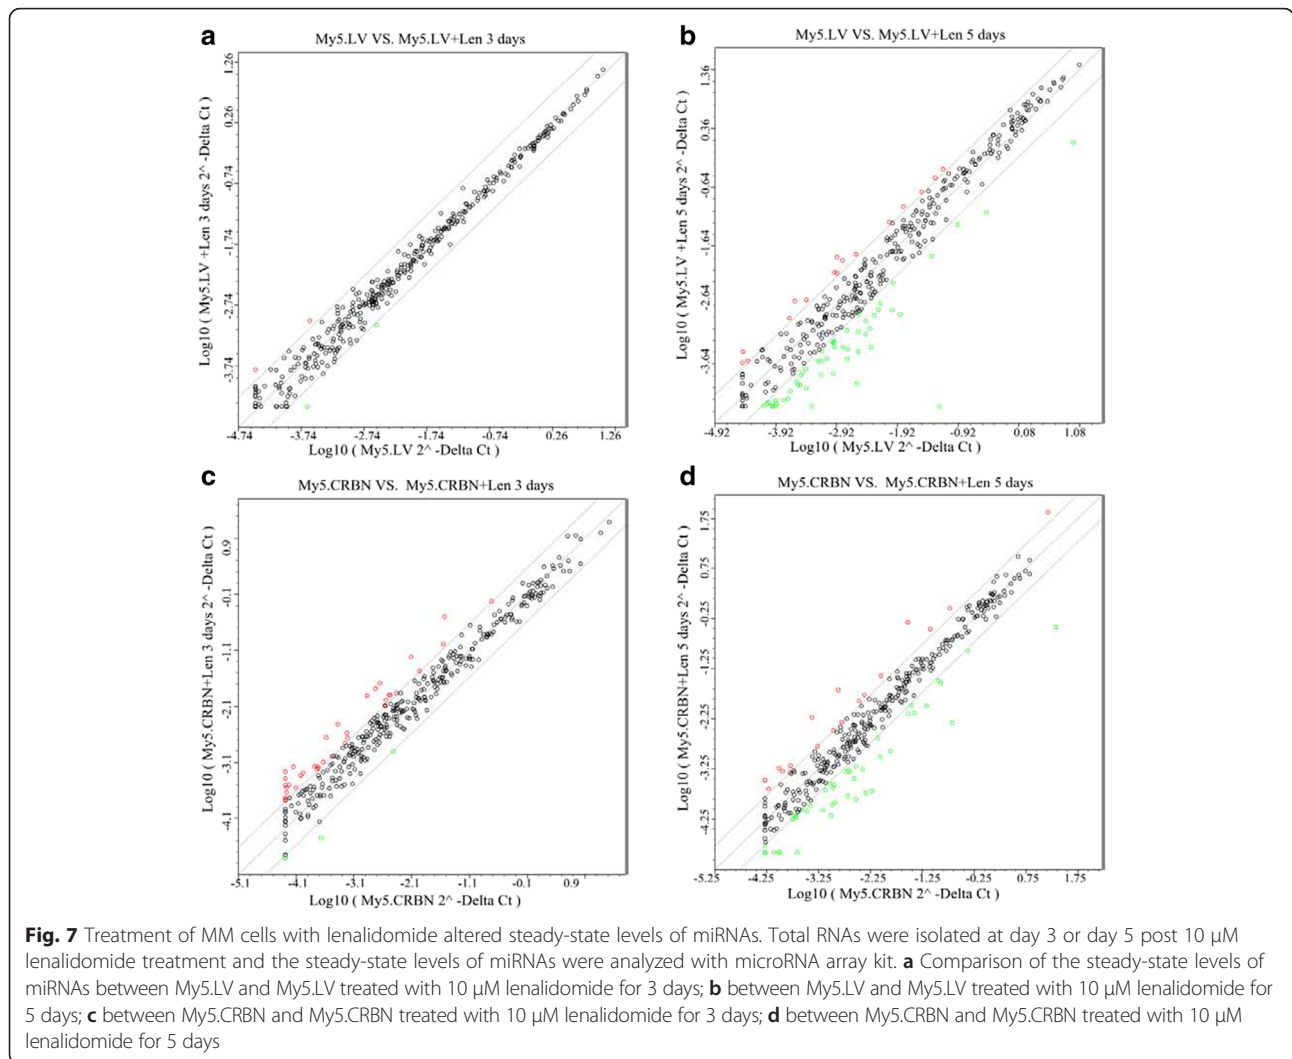 a
My5.LV VS. My5.LV+Len 3 days
Log10 ( My5.LV +Len 3 days 2^ -Delta Ct )
1.26
0.26
-0.74
-1.74
-2.74
-3.74
-4.74 -3.74 -2.74 -1.74 -0.74 0.26 1.26
Log10 ( My5.LV 2^ -Delta Ct )
b
My5.LV VS. My5.LV+Len 5 days
Log10 ( My5.LV +Len 5 days 2^ -Delta Ct )
1.36
0.36
-0.64
-1.64
-2.64
-3.64
-4.92 -3.92 -2.92 -1.92 -0.92 0.08 1.08
Log10 ( My5.LV 2^ -Delta Ct )
c
My5.CRBN VS. My5.CRBN+Len 3 days
Log10 ( My5.CRBN+Len 3 days 2^ -Delta Ct )
0.9
-0.1
-1.1
-2.1
-3.1
-4.1
-5.1 -4.1 -3.1 -2.1 -1.1 -0.1 0.9
Log10 ( My5.CRBN 2^ -Delta Ct )
d
My5.CRBN VS. My5.CRBN+Len 5 days
Log10 ( My5.CRBN+Len 5 days 2^ -Delta Ct )
1.75
0.75
-0.25
-1.25
-2.25
-3.25
-4.25
-5.25 -4.25 -3.25 -2.25 -1.25 -0.25 0.75 1.75
Log10 ( My5.CRBN 2^ -Delta Ct )
Fig. 7 Treatment of MM cells with lenalidomide altered steady-state levels of miRNAs. Total RNAs were isolated at day 3 or day 5 post 10 μM
lenalidomide treatment and the steady-state levels of miRNAs were analyzed with microRNA array kit. a Comparison of the steady-state levels of
miRNAs between My5.LV and My5.LV treated with 10 μM lenalidomide for 3 days; b between My5.LV and My5.LV treated with 10 μM lenalidomide for
5 days; c between My5.CRBN and My5.CRBN treated with 10 μM lenalidomide for 3 days; d between My5.CRBN and My5.CRBN treated with 10 μM
lenalidomide for 5 days